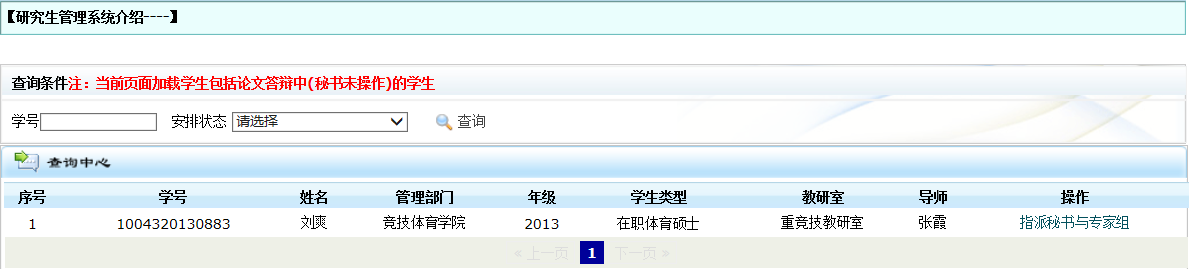 【研究生管理系统介绍----】
查询条件注：当前页面加载学生包括论文答辩中(秘书未操作)的学生
学号 安排状态 请选择 查询
查询中心
序号 学号 姓名 管理部门 年级 学生类型 教研室 导师 操作
1 1004320130883 刘爽 竞技体育学院 2013 在职体育硕士 重竞技教研室 张霞 指派秘书与专家组
« 上一页 1 下一页 »